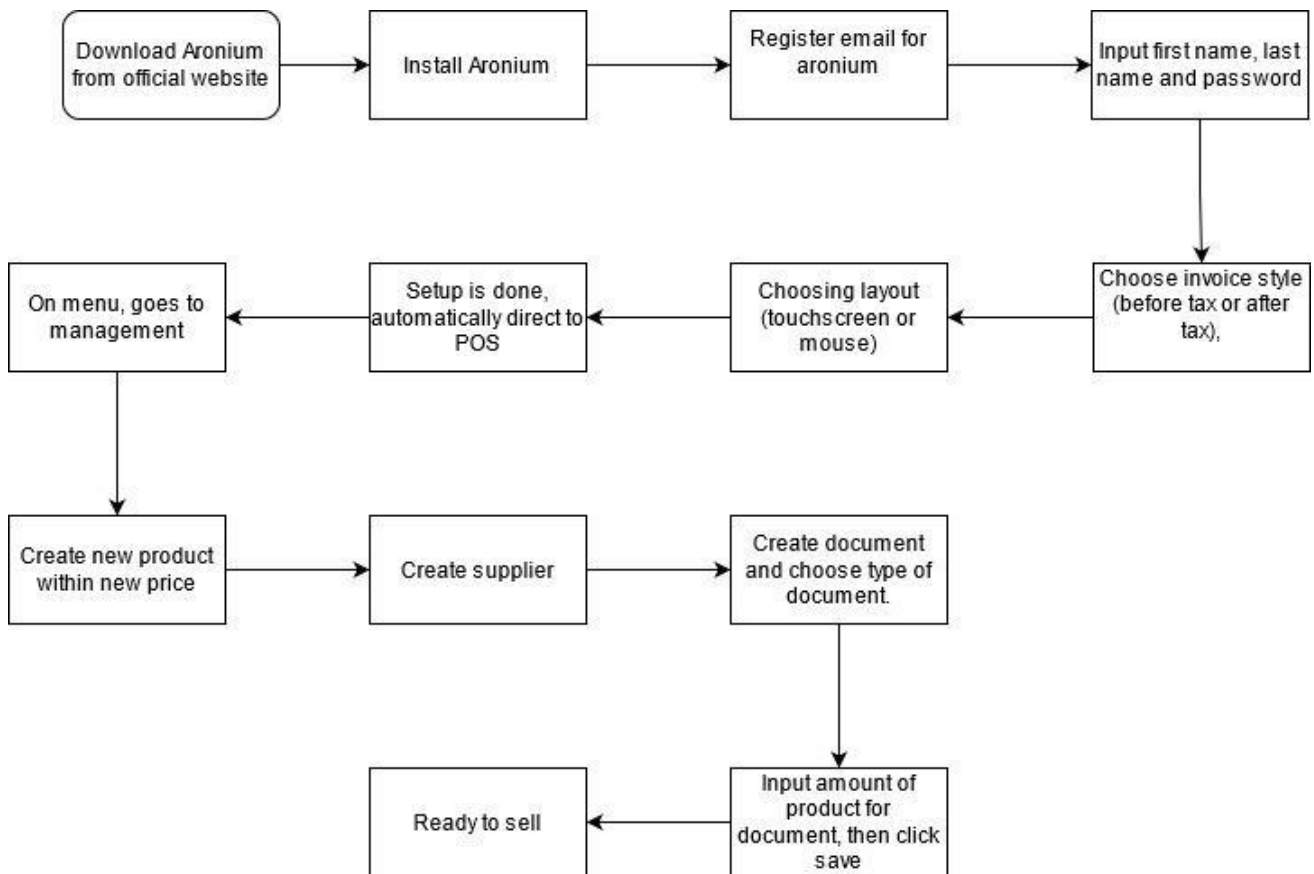 Download Aronium
from official website
Install Aronium
Register email for
aronium
Input first name, last
name and password
Choose invoice style
(before tax or after
tax),
Choosing layout
(touchscreen or
mouse)
Setup is done,
automatically direct to
POS
On menu, goes to
management
Create new product
within new price
Create supplier
Create document
and choose type of
document.
Input amount of
product for
document, then click
save
Ready to sell